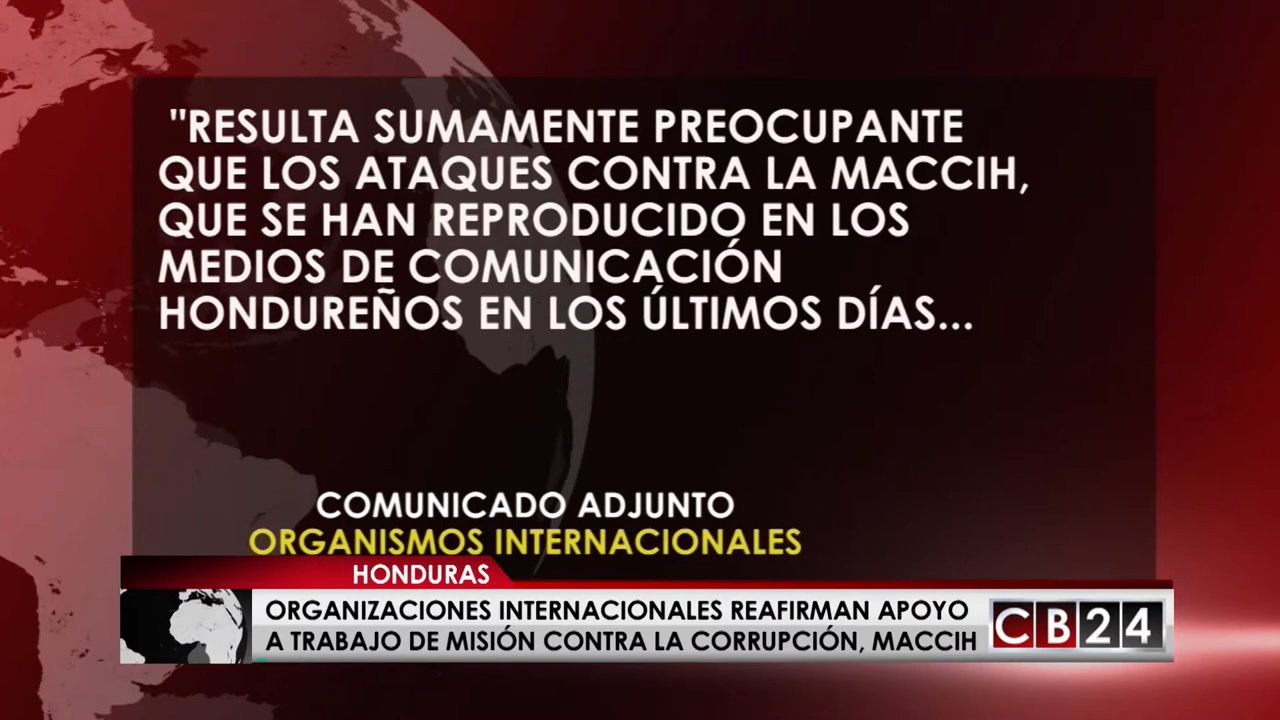 "RESULTA SUMAMENTE PREOCUPANTE
QUE LOS ATAQUES CONTRA LA MACCIH,
QUE SE HAN REPRODUCIDO EN LOS
MEDIOS DE COMUNICACIÓN
HONDUREÑOS EN LOS ÚLTIMOS DÍAS...
COMUNICADO ADJUNTO
ORGANISMOS INTERNACIONALES
HONDURAS
ORGANIZACIONES INTERNACIONALES REAFIRMAN APOYO
A TRABAJO DE MISIÓN CONTRA LA CORRUPCIÓN, MACCIH
CB24